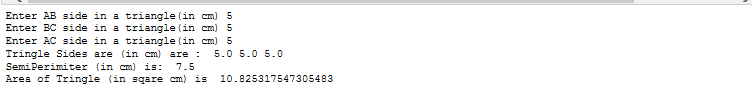 Enter AB side in a triangle(in cm) 5
Enter BC side in a triangle(in cm) 5
Enter AC side in a triangle(in cm) 5
Tringle Sides are (in cm) are :  5.0 5.0 5.0
SemiPerimiter (in cm) is:  7.5
Area of Tringle (in sqare cm) is  10.825317547305483